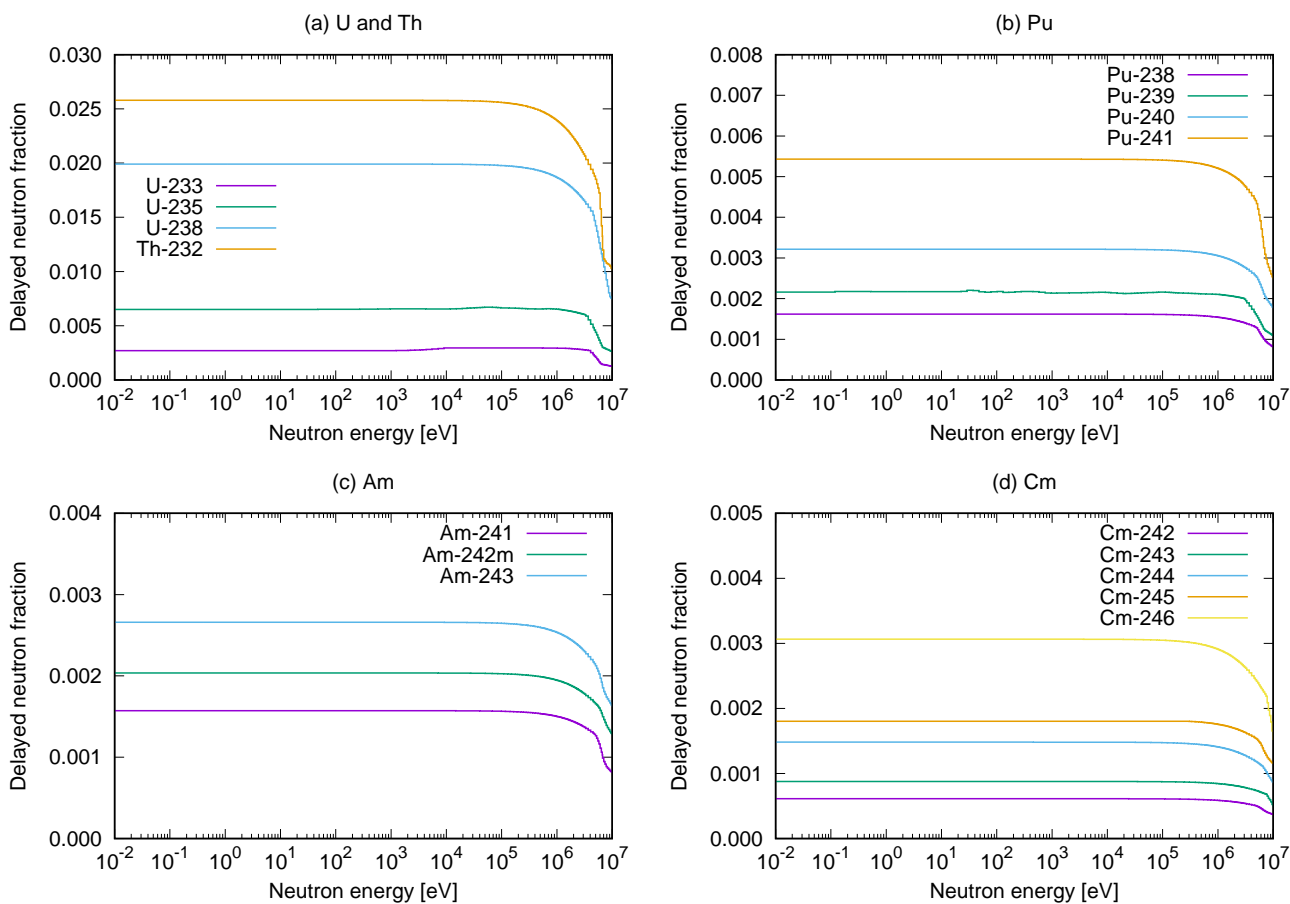 (a) U and Th
Delayed neutron fraction
0.030
0.025
0.020
0.015
0.010
0.005
0.000
U-233
U-235
U-238
Th-232
10^-2 10^-1 10^0 10^1 10^2 10^3 10^4 10^5 10^6 10^7
Neutron energy [eV]
(b) Pu
Delayed neutron fraction
0.008
0.007
0.006
0.005
0.004
0.003
0.002
0.001
0.000
Pu-238
Pu-239
Pu-240
Pu-241
10^-2 10^-1 10^0 10^1 10^2 10^3 10^4 10^5 10^6 10^7
Neutron energy [eV]
(c) Am
Delayed neutron fraction
0.004
0.003
0.002
0.001
0.000
Am-241
Am-242m
Am-243
10^-2 10^-1 10^0 10^1 10^2 10^3 10^4 10^5 10^6 10^7
Neutron energy [eV]
(d) Cm
Delayed neutron fraction
0.005
0.004
0.003
0.002
0.001
0.000
Cm-242
Cm-243
Cm-244
Cm-245
Cm-246
10^-2 10^-1 10^0 10^1 10^2 10^3 10^4 10^5 10^6 10^7
Neutron energy [eV]